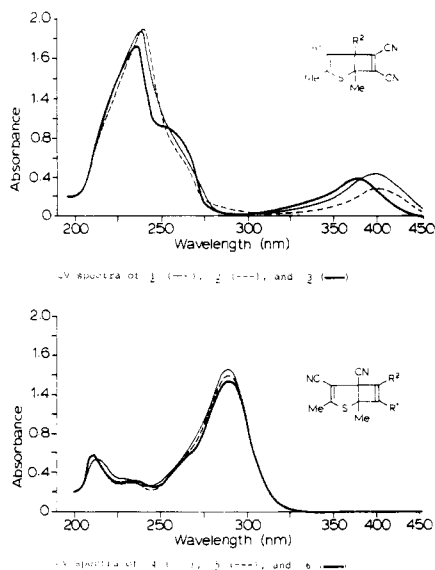 2.0
1.6
1.4
0.8
0.4
0
Absorbance
200 250 300 350 400 450
Wavelength (nm)
R²
CN
CN
S
Me
UV spectra of 1 (—), 2 (---), and 3 (—)
2.0
1.6
1.4
0.8
0.4
0
Absorbance
200 250 300 350 400 450
Wavelength (nm)
CN
NC
R²
Me
S
R¹
Me
spectra of 4 ( ), 5 (---), and 6 (—)